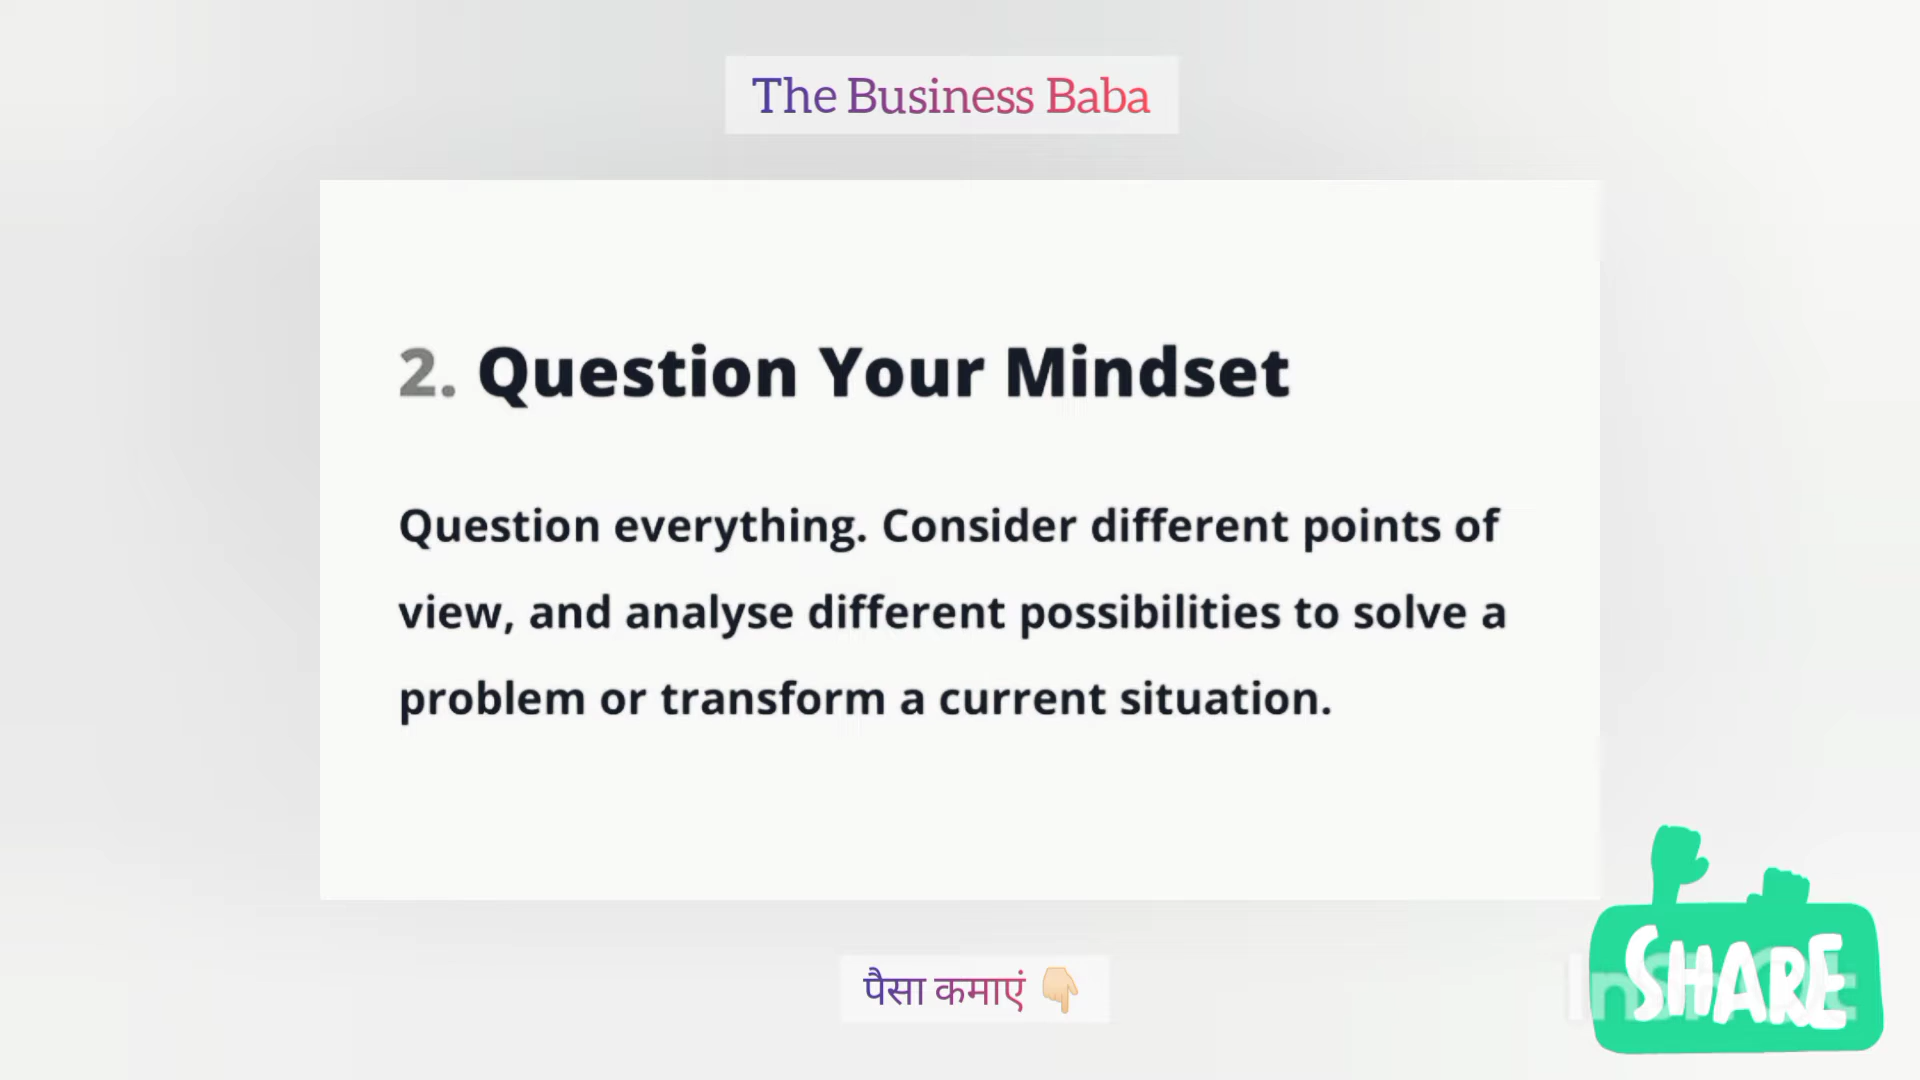 The Business Baba
2. Question Your Mindset
Question everything. Consider different points of
view, and analyse different possibilities to solve a
problem or transform a current situation.
पैसा कमाएं 👇🏼
SHARE